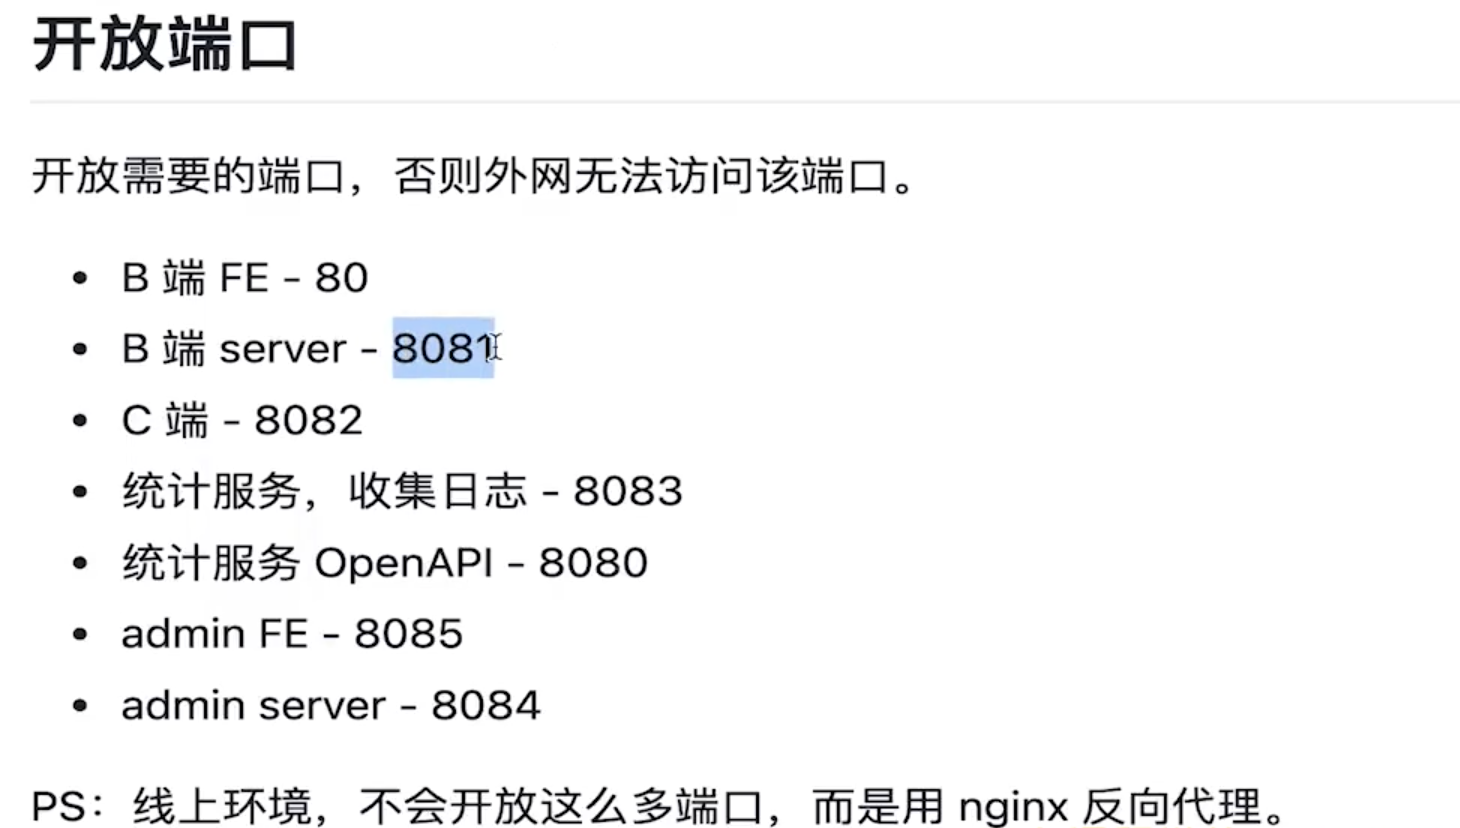 开放端口
开放需要的端口，否则外网无法访问该端口。
• B 端 FE - 80
• B 端 server - 8081
• C 端 - 8082
• 统计服务，收集日志 - 8083
• 统计服务 OpenAPI - 8080
• admin FE - 8085
• admin server - 8084
PS：线上环境，不会开放这么多端口，而是用 nginx 反向代理。